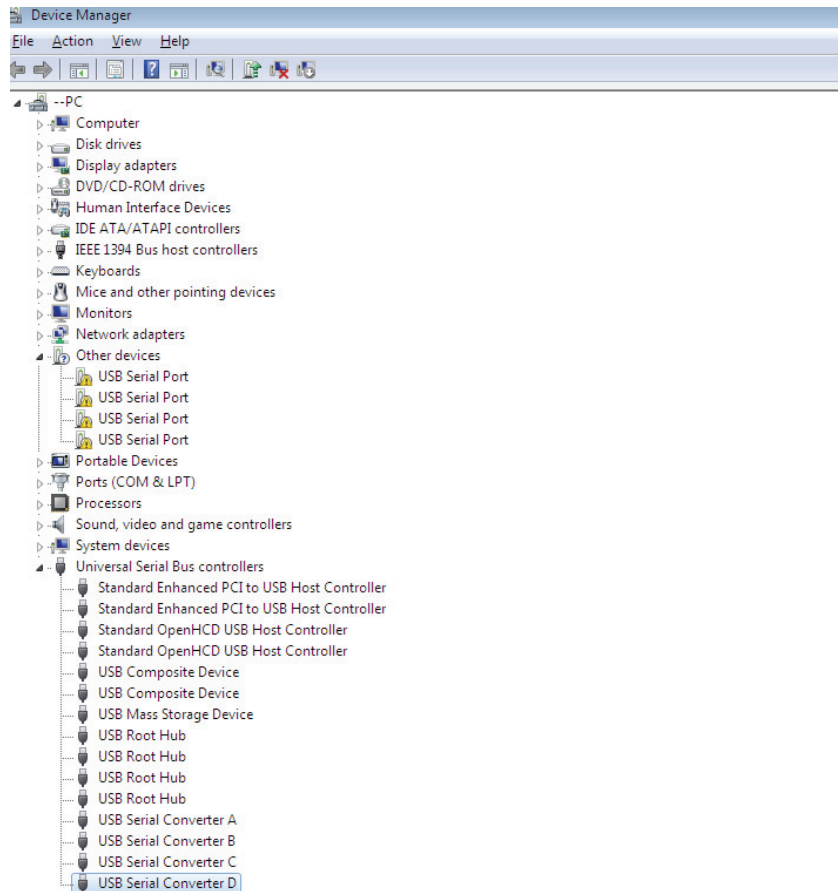 Device Manager
File Action View Help
--PC
Computer
Disk drives
Display adapters
DVD/CD-ROM drives
Human Interface Devices
IDE ATA/ATAPI controllers
IEEE 1394 Bus host controllers
Keyboards
Mice and other pointing devices
Monitors
Network adapters
Other devices
USB Serial Port
USB Serial Port
USB Serial Port
USB Serial Port
Portable Devices
Ports (COM & LPT)
Processors
Sound, video and game controllers
System devices
Universal Serial Bus controllers
Standard Enhanced PCI to USB Host Controller
Standard Enhanced PCI to USB Host Controller
Standard OpenHCD USB Host Controller
Standard OpenHCD USB Host Controller
USB Composite Device
USB Composite Device
USB Mass Storage Device
USB Root Hub
USB Root Hub
USB Root Hub
USB Root Hub
USB Serial Converter A
USB Serial Converter B
USB Serial Converter C
USB Serial Converter D